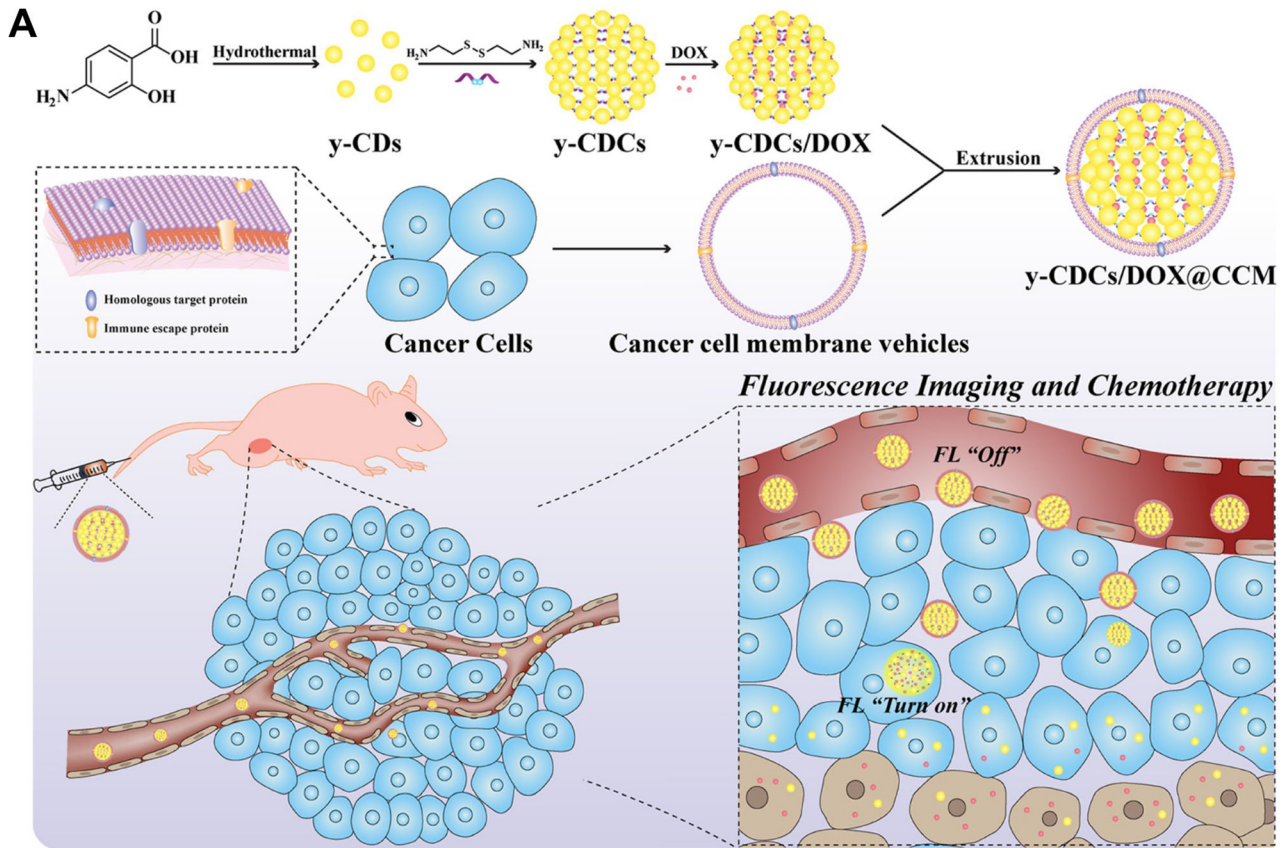 A
O
OH
OH
H₂N
Hydrothermal
y-CDs
H₂N
S
S
NH₂
y-CDCs
DOX
y-CDCs/DOX
Extrusion
y-CDCs/DOX@CCM
Homologous target protein
Immune escape protein
Cancer Cells
Cancer cell membrane vehicles
Fluorescence Imaging and Chemotherapy
FL “Off”
FL “Turn on”